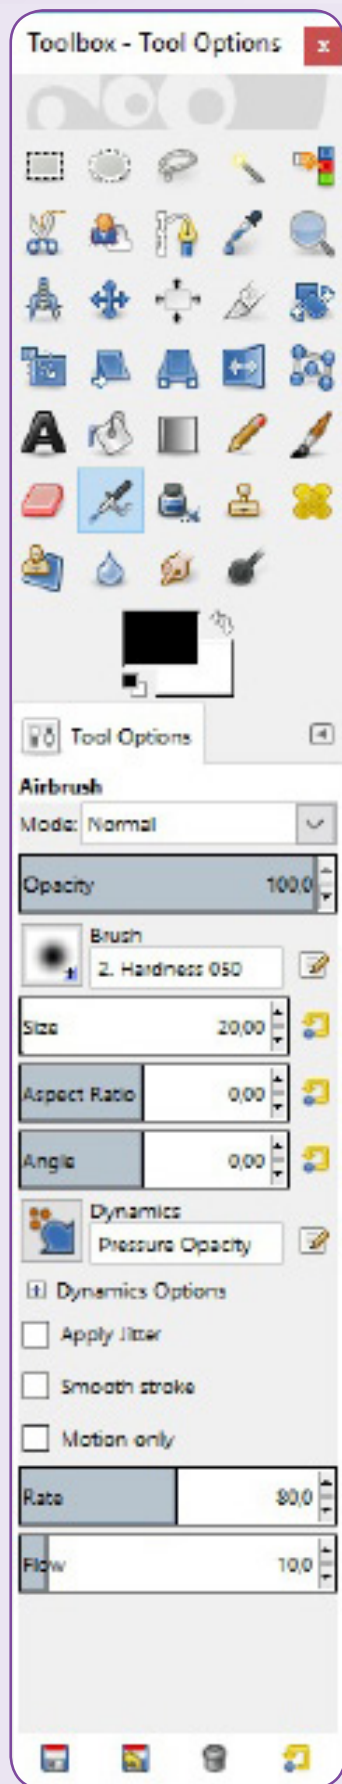 Toolbox - Tool Options
Tool Options
Airbrush
Mode: Normal
Opacity 100,0
Brush
2. Hardness 050
Size 20,00
Aspect Ratio 0,00
Angle 0,00
Dynamics
Pressure Opacity
Dynamics Options
Apply Jitter
Smooth stroke
Motion only
Rate 80,0
Flow 10,0